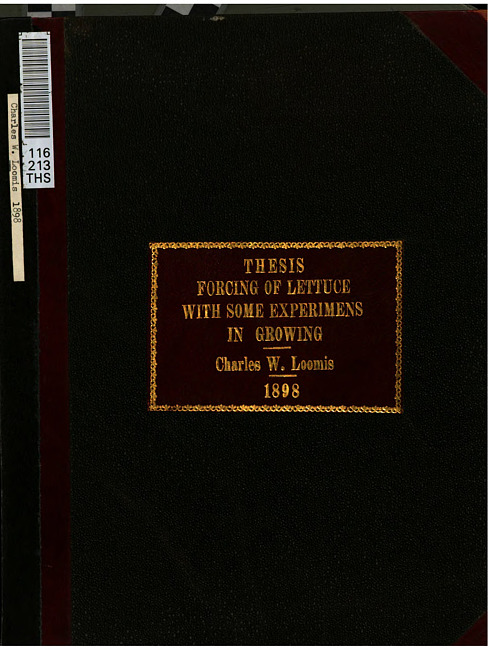 Charles W. Loomis 1898
116
213
THS
THESIS
FORCING OF LETTUCE
WITH SOME EXPERIMENS
IN GROWING
Charles W. Loomis
1898